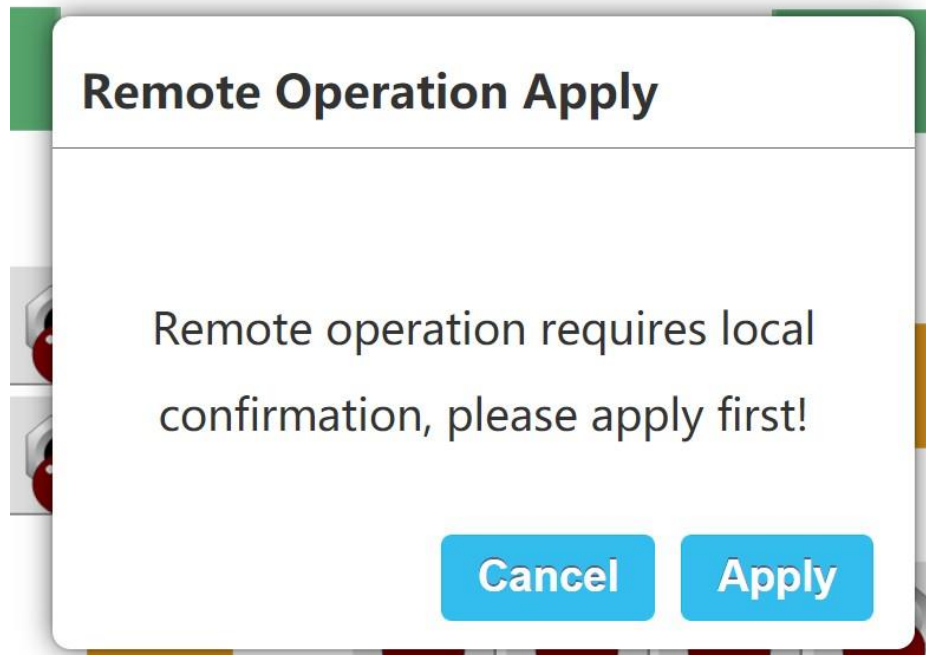 Remote Operation Apply
Remote operation requires local
confirmation, please apply first!
Cancel
Apply